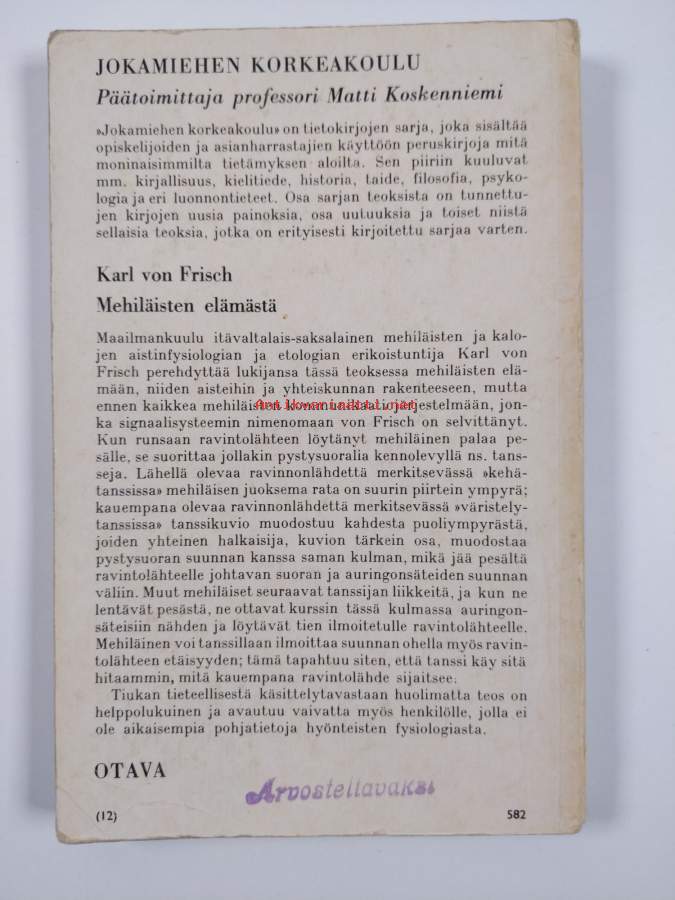 JOKAMIEHEN KORKEAKOULU
Päätoimittaja professori Matti Koskenniemi
»Jokamiehen korkeakoulu» on tietokirjojen sarja, joka sisältää
opiskelijoiden ja asianharrastajien käyttöön peruskirjoja mitä
moninaisimmilta tietämyksen aloilta. Sen piiriin kuuluvat
mm. kirjallisuus, kielitiede, historia, taide, filosofia, psyko-
logia ja eri luonnontieteet. Osa sarjan teoksista on tunnettu-
jen kirjojen uusia painoksia, osa uutuuksia ja toiset niistä
sellaisia teoksia, jotka on erityisesti kirjoitettu sarjaa varten.
Karl von Frisch
Mehiläisten elämästä
Maailmankuulu itävaltalais-saksalainen mehiläisten ja kalo-
jen aistinfysiologian ja etologian erikoistuntija Karl von
Frisch perehdyttää lukijansa tässä teoksessa mehiläisten elä-
mään, niiden aisteihin ja yhteiskunnan rakenteeseen, mutta
ennen kaikkea mehiläisten kommunikaatiojärjestelmään, jon-
ka signaalisysteemin nimenomaan von Frisch on selvittänyt.
Kun runsaan ravintolähteen löytänyt mehiläinen palaa pe-
sälle, se suorittaa jollakin pystysuoralla kennolevyllä ns. tans-
seja. Lähellä olevaa ravinnonlähdettä merkitsevässä »kehä-
tanssissa» mehiläisen juoksema rata on suurin piirtein ympyrä;
kauempana olevaa ravinnonlähdettä merkitsevässä »väristely-
tanssissa» tanssikuvio muodostuu kahdesta puoliympyrästä,
joiden yhteinen halkaisija, kuvion tärkein osa, muodostaa
pystysuoran suunnan kanssa saman kulman, mikä jää pesältä
ravintolähteelle johtavan suoran ja auringonsäteiden suunnan
väliin. Muut mehiläiset seuraavat tanssijan liikkeitä, ja kun ne
lentävät pesästä, ne ottavat kurssin tässä kulmassa auringon-
säteisiin nähden ja löytävät tien ilmoitetulle ravintolähteelle.
Mehiläinen voi tanssillaan ilmoittaa suunnan ohella myös ravin-
tolähteen etäisyyden; tämä tapahtuu siten, että tanssi käy sitä
hitaammin, mitä kauempana ravintolähde sijaitsee.
Tiukan tieteellisestä käsittelytavastaan huolimatta teos on
helppolukuinen ja avautuu vaivatta myös henkilölle, jolla ei
ole aikaisempia pohjatietoja hyönteisten fysiologiasta.
OTAVA
Arvosteltavaksi
(12)
582